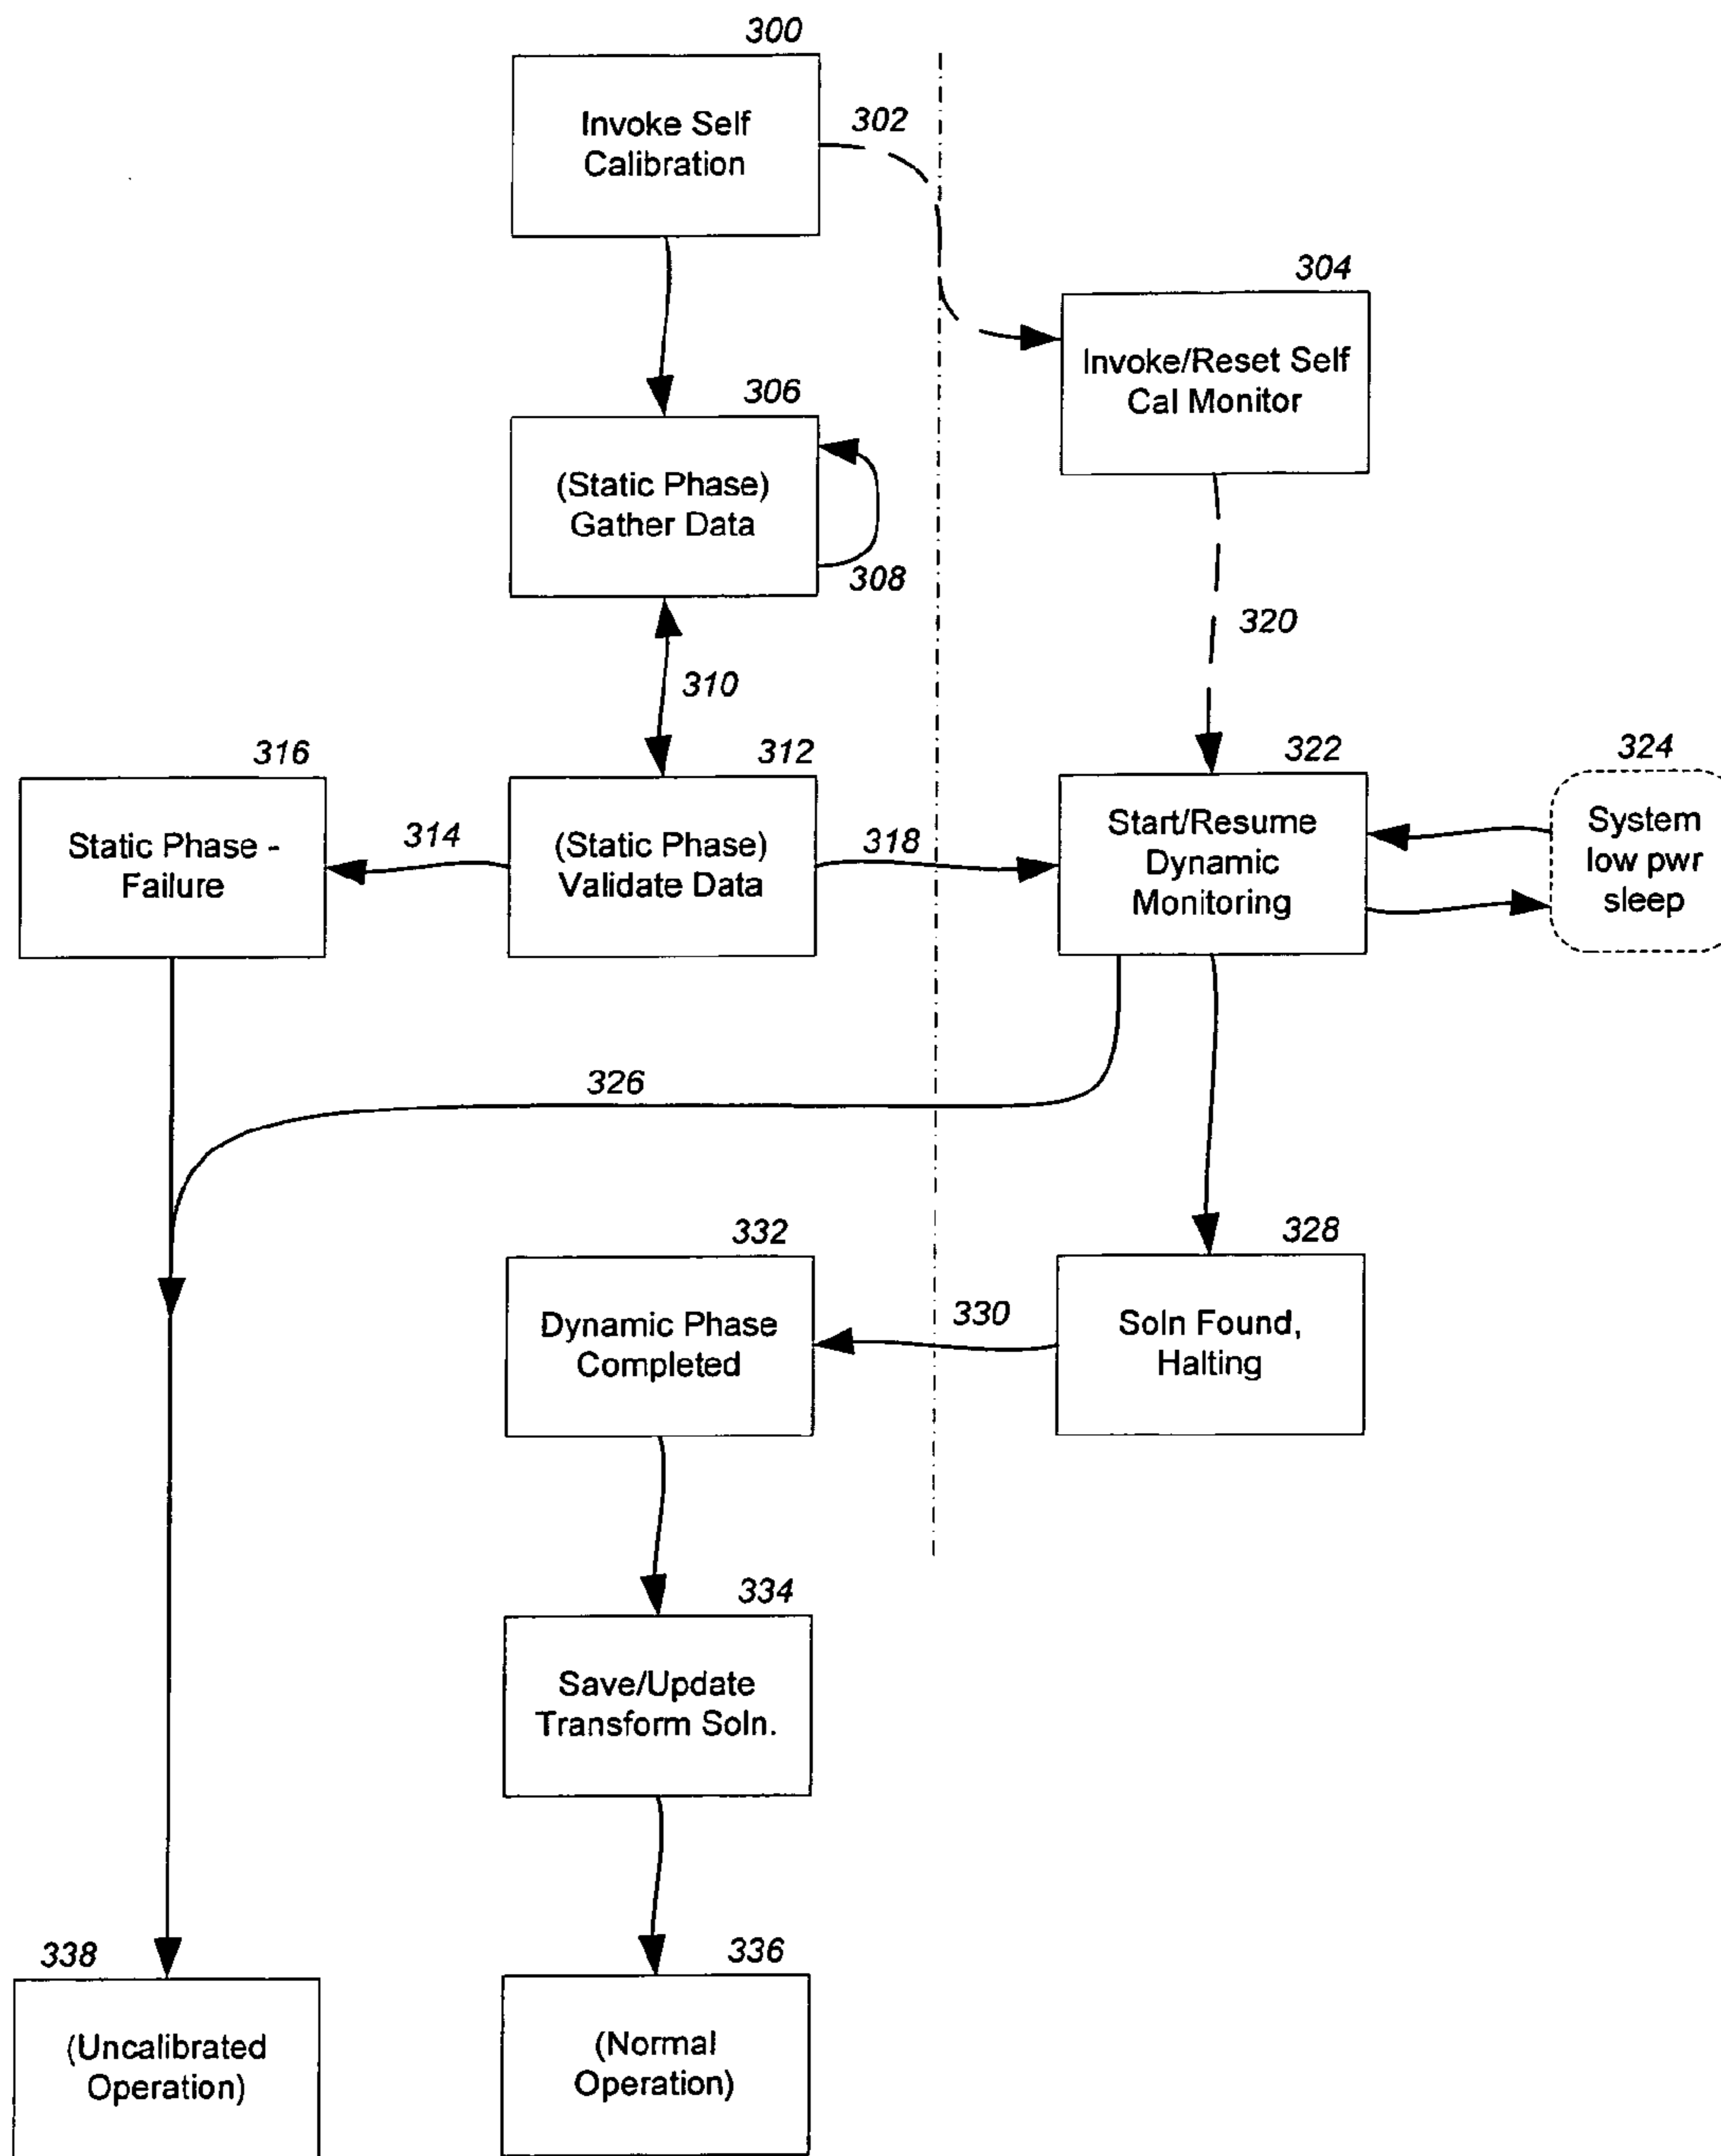 300
Invoke Self
Calibration
302
304
Invoke/Reset Self
Cal Monitor
306
(Static Phase)
Gather Data
308
320
310
316
Static Phase -
Failure
314
312
(Static Phase)
Validate Data
318
322
Start/Resume
Dynamic
Monitoring
324
System
low pwr
sleep
326
332
Dynamic Phase
Completed
330
328
Soln Found,
Halting
334
Save/Update
Transform Soln.
338
(Uncalibrated
Operation)
336
(Normal
Operation)